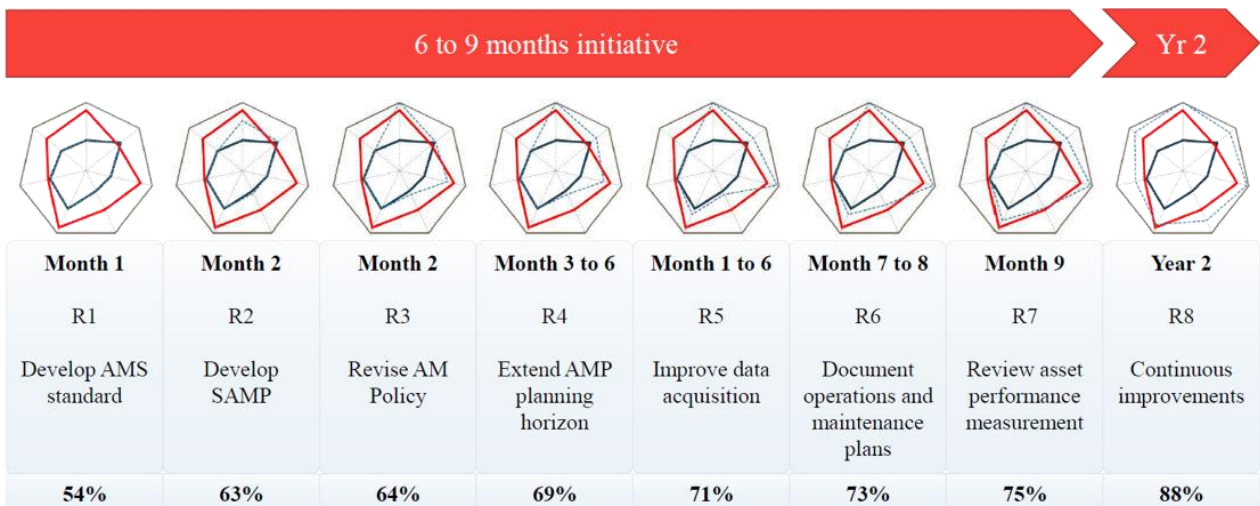 6 to 9 months initiative
Yr 2
Month 1
R1
Develop AMS
standard
54%
Month 2
R2
Develop
SAMP
63%
Month 2
R3
Revise AM
Policy
64%
Month 3 to 6
R4
Extend AMP
planning
horizon
69%
Month 1 to 6
R5
Improve data
acquisition
71%
Month 7 to 8
R6
Document
operations and
maintenance
plans
73%
Month 9
R7
Review asset
performance
measurement
75%
Year 2
R8
Continuous
improvements
88%